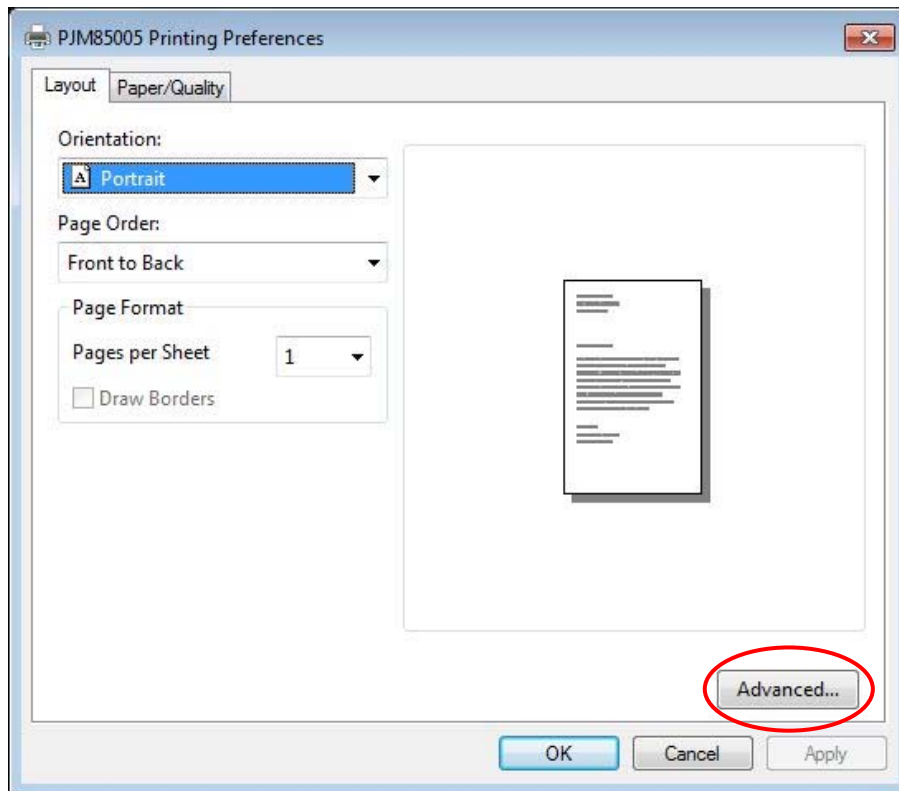 PJM85005 Printing Preferences
Layout
Paper/Quality
Orientation:
A Portrait
Page Order:
Front to Back
Page Format
Pages per Sheet
1
Draw Borders
Advanced...
OK
Cancel
Apply